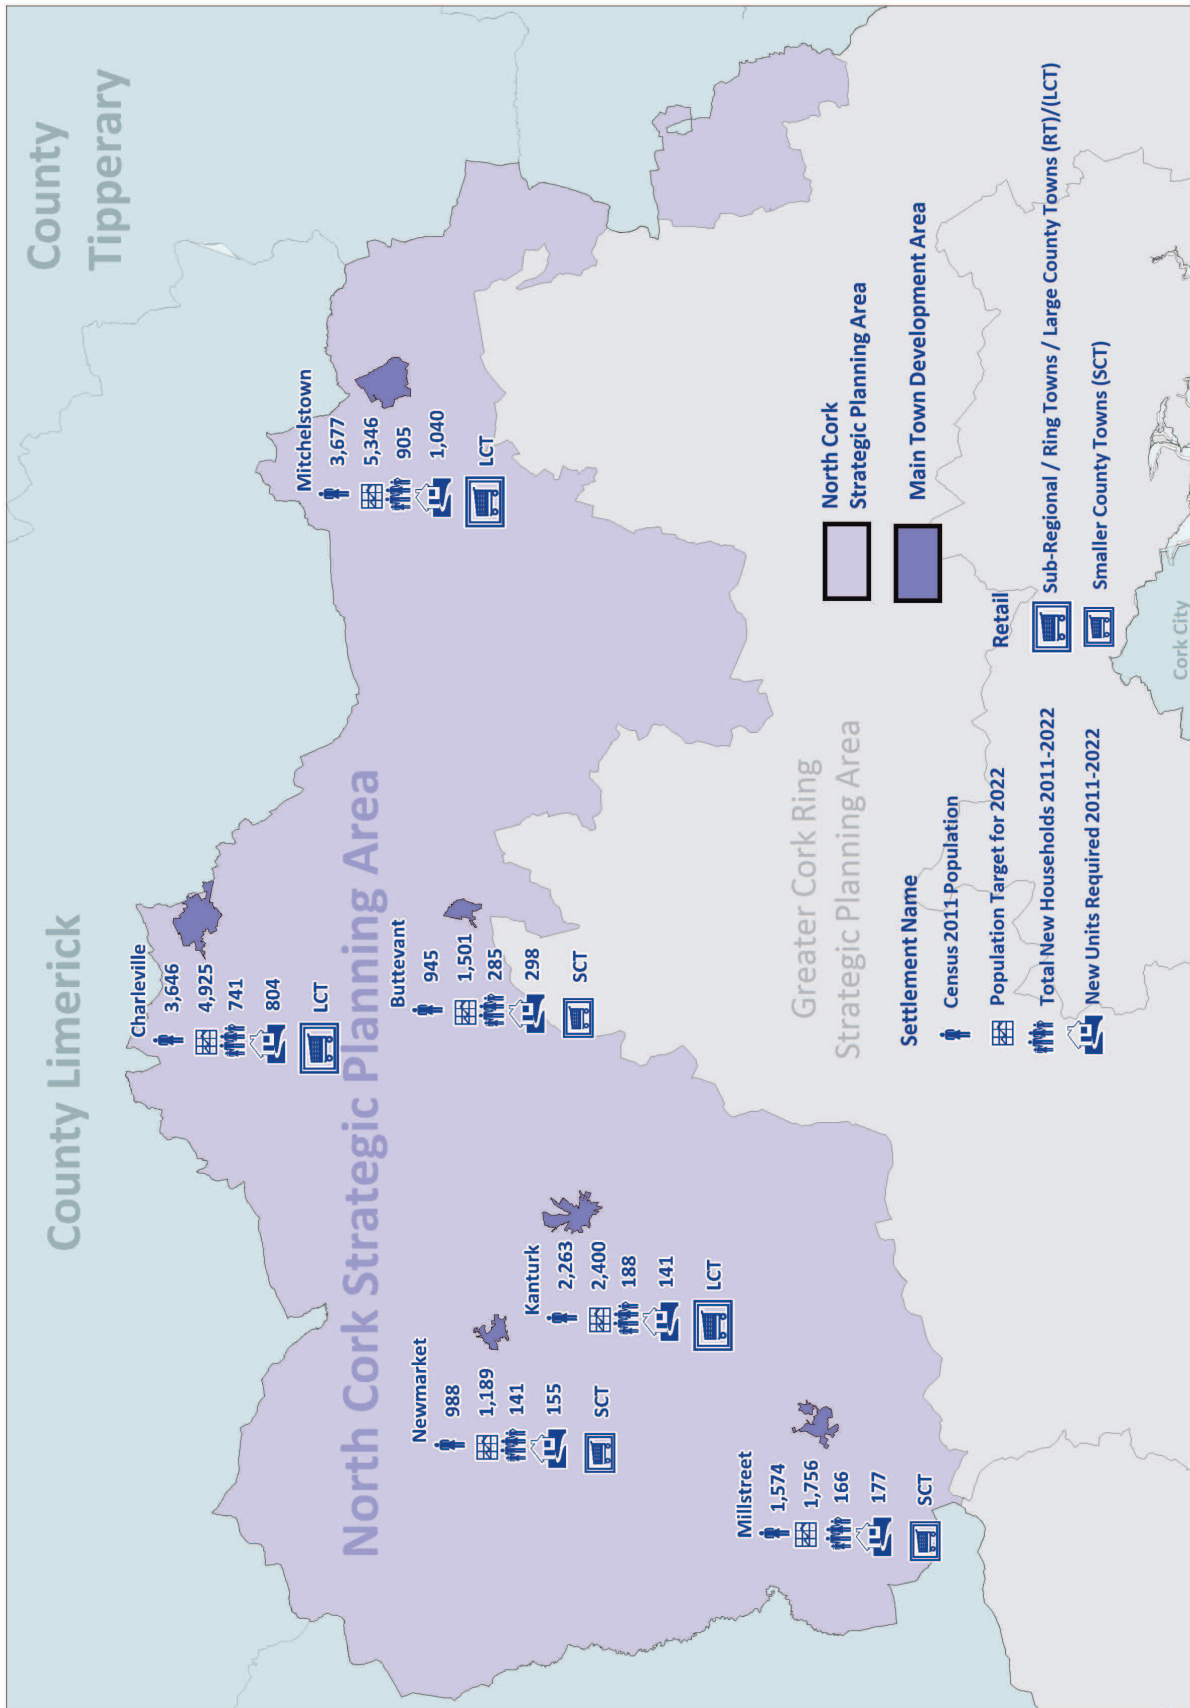 County
Tipperary
County Limerick
North Cork Strategic Planning Area
Charleville
3,646
4,925
741
804
LCT
Mitchelstown
3,677
5,346
905
1,040
LCT
Buttevant
945
1,501
285
298
SCT
Newmarket
988
1,189
141
155
SCT
Kanturk
2,263
2,400
188
141
LCT
Millstreet
1,574
1,756
166
177
SCT
Greater Cork Ring
Strategic Planning Area
North Cork
Strategic Planning Area
Main Town Development Area
Settlement Name
Census 2011 Population
Population Target for 2022
Total New Households 2011-2022
New Units Required 2011-2022
Retail
Sub-Regional / Ring Towns / Large County Towns (RT)/(LCT)
Smaller County Towns (SCT)
Cork City